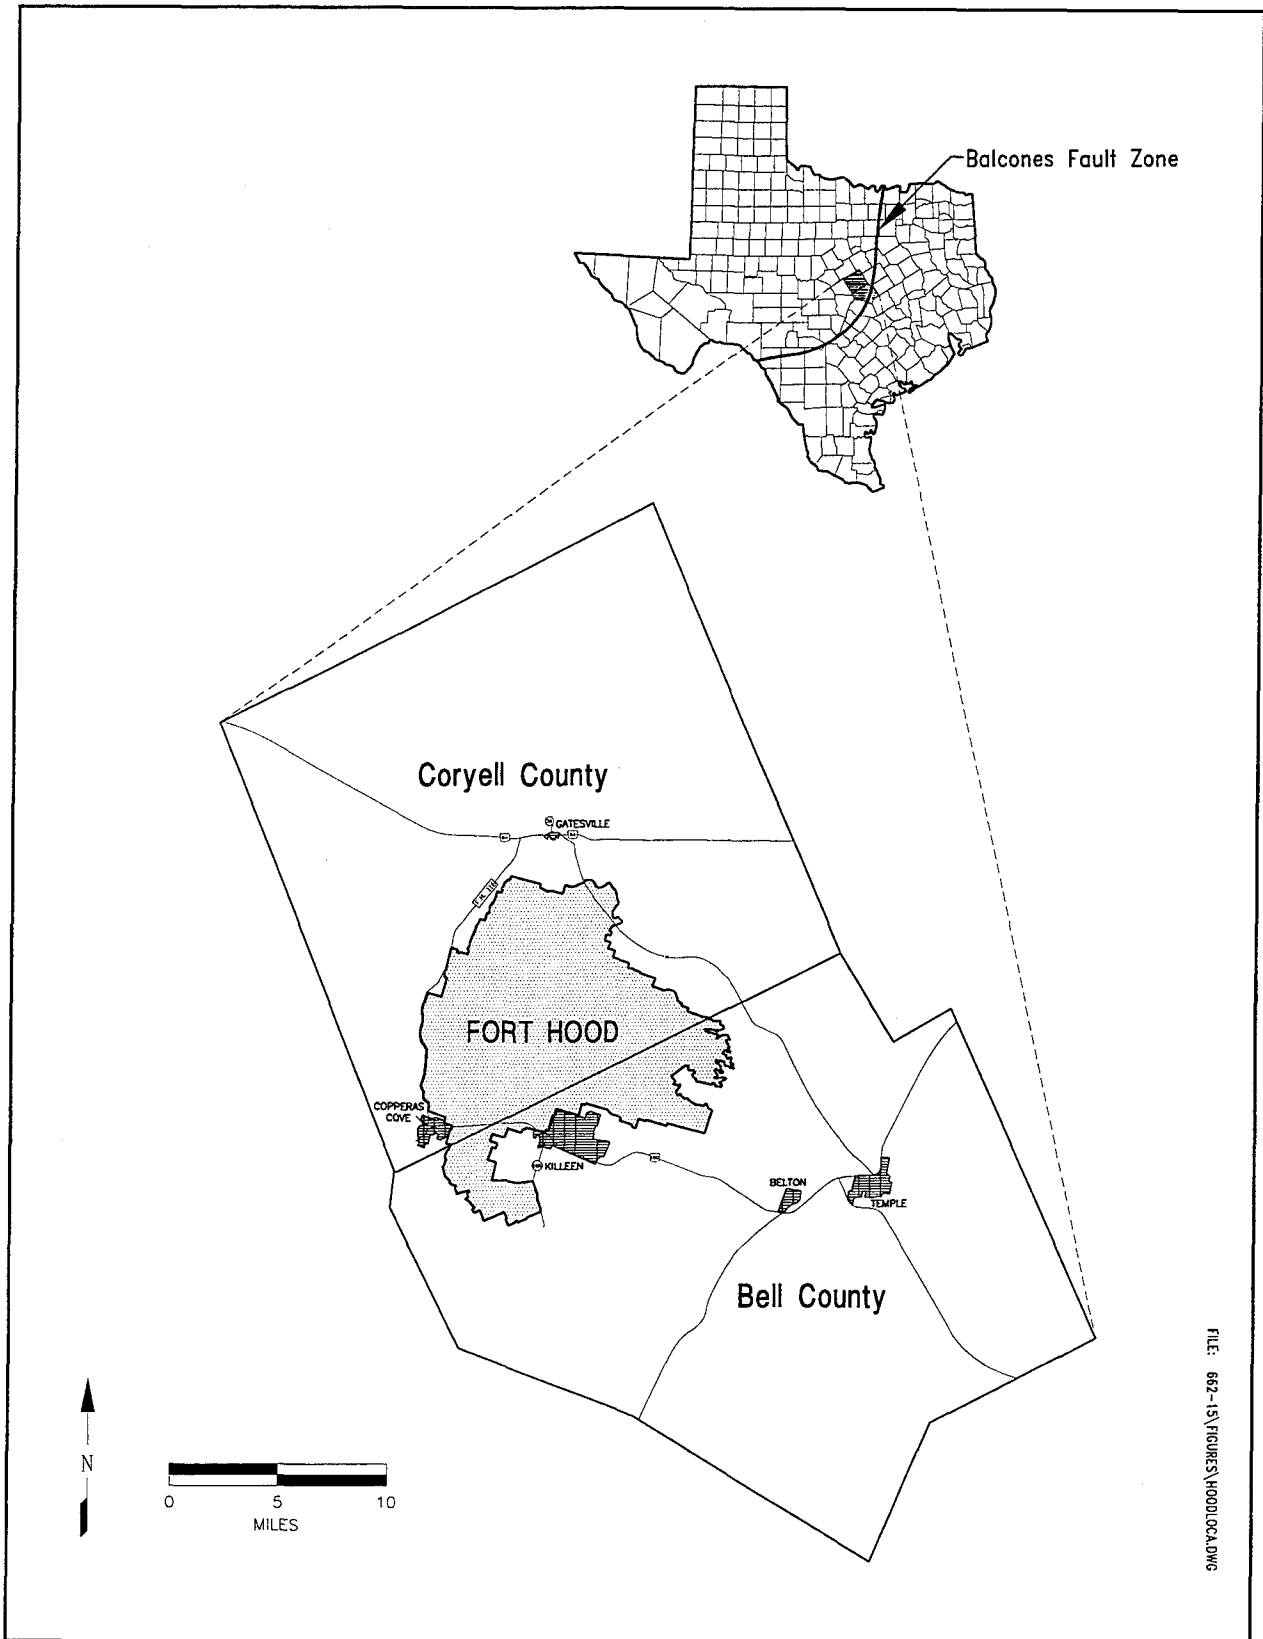 Balcones Fault Zone
Coryell County
GATESVILLE
F.M. 116
FORT HOOD
COPPERAS
COVE
KILLEEN
BELTON
TEMPLE
Bell County
N
0 5 10
MILES
FILE: 662-15\FIGURES\HOODLOCA.DWG